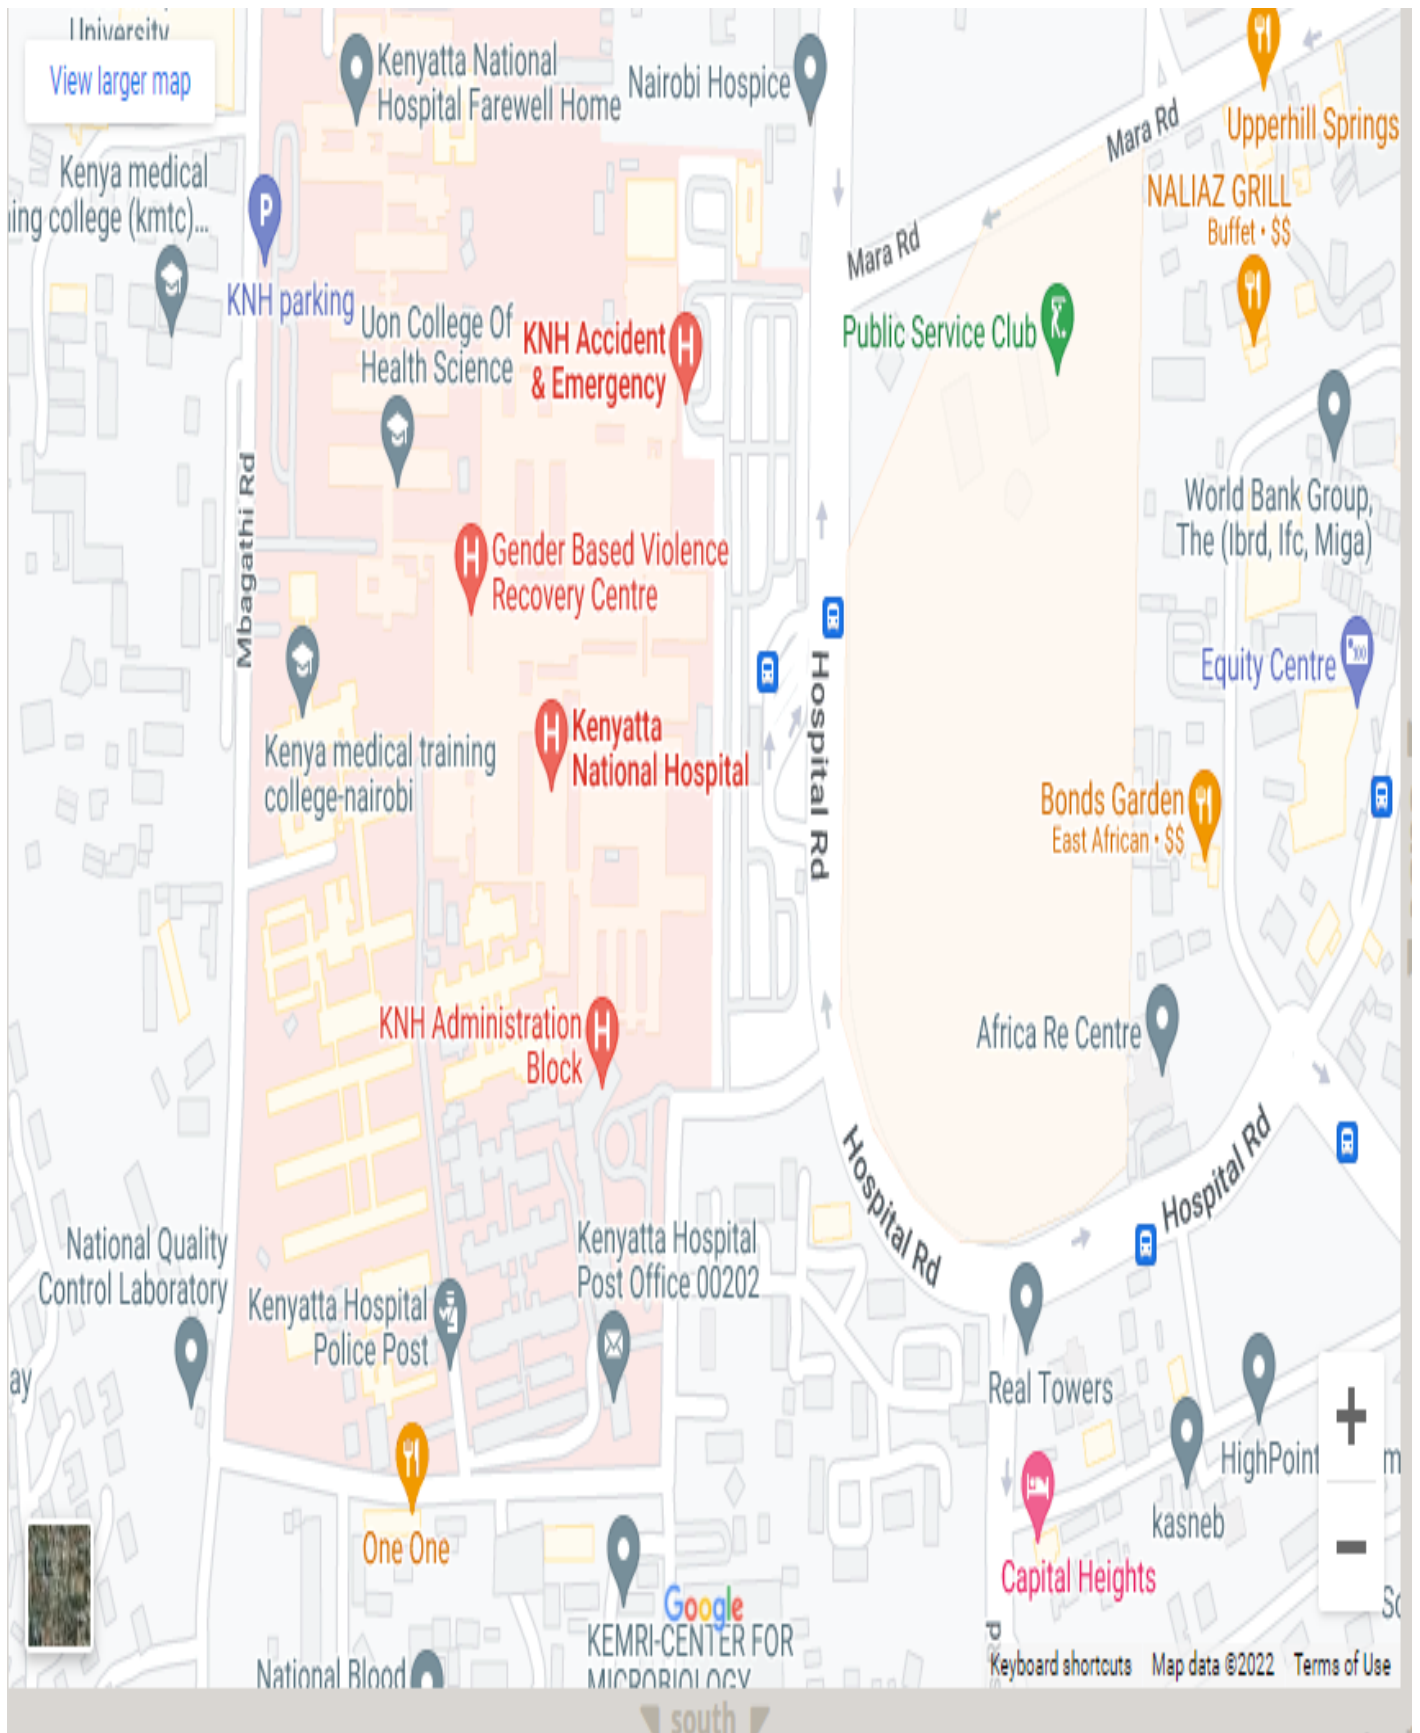 University
View larger map
Kenyatta National
Hospital Farewell Home
Nairobi Hospice
Upperhill Springs
Mara Rd
Kenya medical
ning college (kmtc)...
P
NALIAZ GRILL
Buffet • $$
Mara Rd
KNH parking
Uon College Of
Health Science
H
KNH Accident
& Emergency
Public Service Club
Mbagathi Rd
World Bank Group,
The (Ibrd, Ifc, Miga)
H
Gender Based Violence
Recovery Centre
Hospital Rd
Equity Centre
H
Kenyatta
National Hospital
Kenya medical training
college-nairobi
Bonds Garden
East African • $$
H
KNH Administration
Block
Africa Re Centre
Hospital Rd
Hospital Rd
National Quality
Control Laboratory
Kenyatta Hospital
Post Office 00202
Kenyatta Hospital
Police Post
ay
Real Towers
HighPoint
m
kasneb
One One
Capital Heights
Google
KEMRI-CENTER FOR
MICROBIOLOGY
National Blood
Keyboard shortcuts Map data ©2022 Terms of Use
south